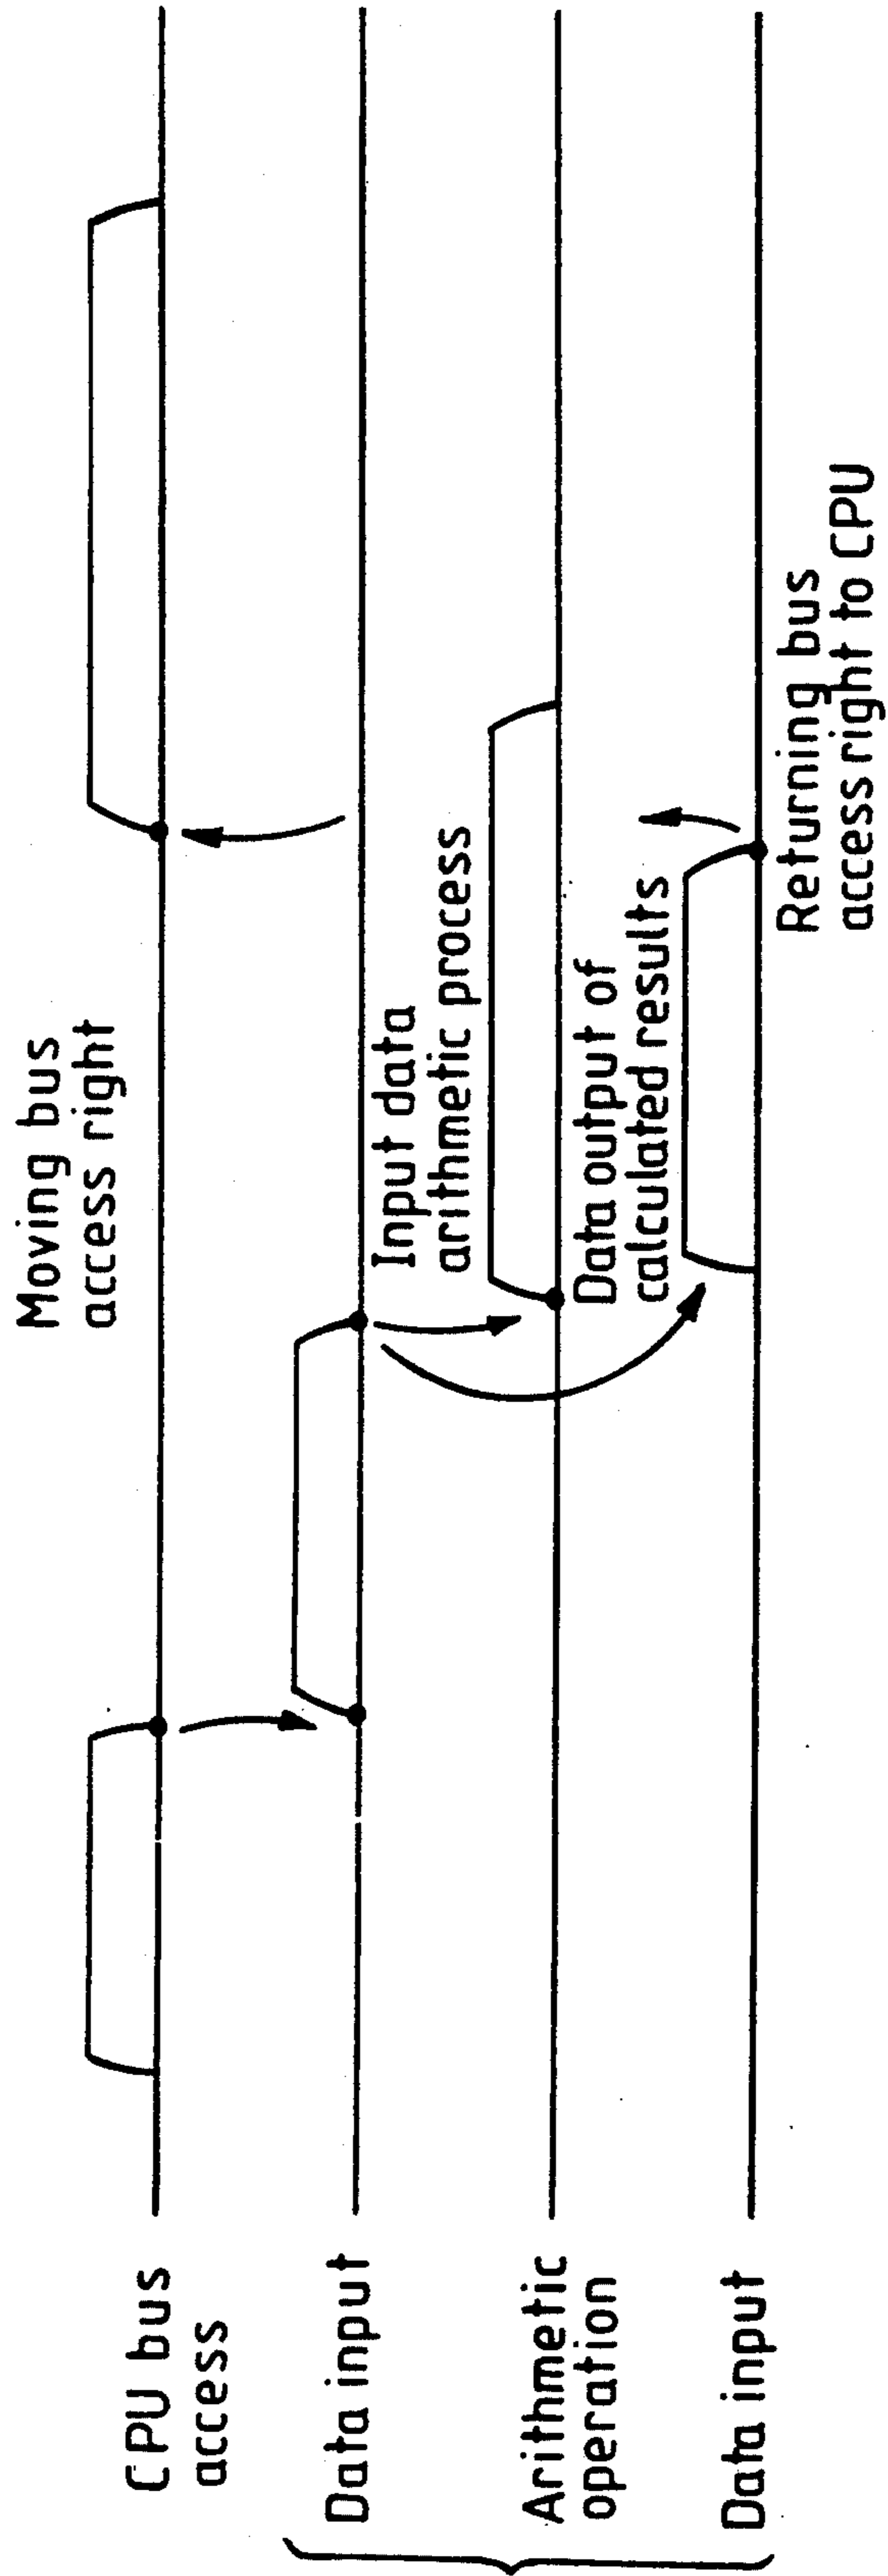 Moving bus
access right
CPU bus
access
Data input
Input data
arithmetic process
Arithmetic
operation
Data output of
calculated results
Data input
Returning bus
access right to CPU